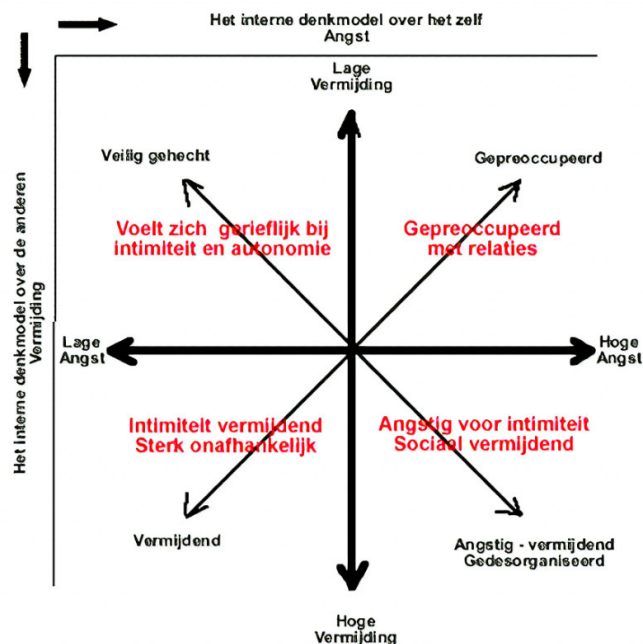 Het interne denkmodel over het zelf
Angst
Het interne denkmodel over de anderen
Vermijding
Lage
Vermijding
Veilig gehecht
Gepreoccupeerd
Voelt zich gerieflijk bij
intimiteit en autonomie
Gepreoccupeerd
met relaties
Lage
Angst
Hoge
Angst
Intimiteit vermijdend
Sterk onafhankelijk
Angstig voor intimiteit
Sociaal vermijdend
Vermijdend
Angstig - vermijdend
Gedesorganiseerd
Hoge
Vermijding